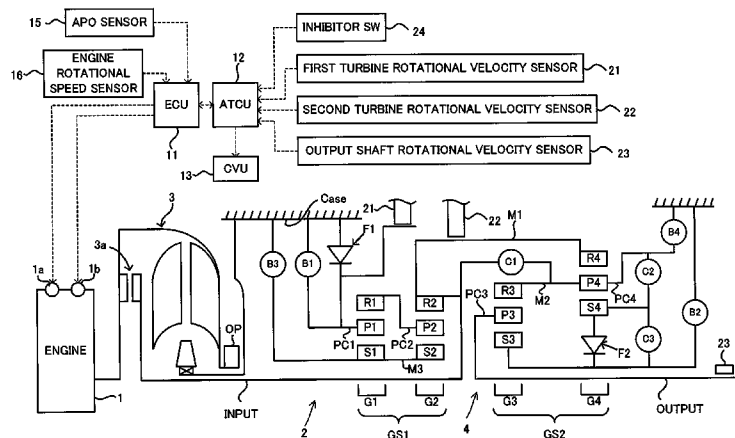 15
APO SENSOR
INHIBITOR SW
24
16
ENGINE
ROTATIONAL
SPEED SENSOR
12
FIRST TURBINE ROTATIONAL VELOCITY SENSOR
21
ECU
ATCU
SECOND TURBINE ROTATIONAL VELOCITY SENSOR
22
11
OUTPUT SHAFT ROTATIONAL VELOCITY SENSOR
23
13
CVU
3
Case
21
22
M1
3a
F1
B4
1a
1b
B3
B1
C1
R4
C2
R3
P4
M2
PC4
R1
R2
PC3
P3
S4
B2
ENGINE
OP
P1
P2
PC1
PC2
S3
C3
S1
S2
F2
M3
23
1
INPUT
G1
G2
G3
G4
OUTPUT
2
GS1
4
GS2